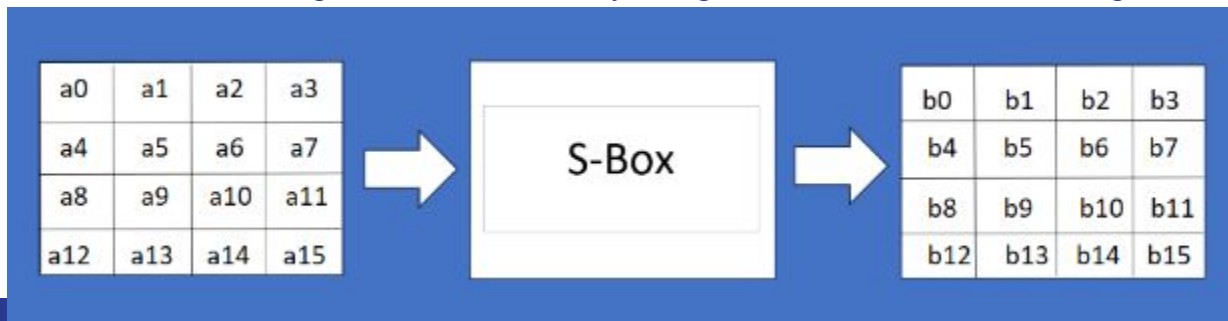 a0 a1 a2 a3
a4 a5 a6 a7
a8 a9 a10 a11
a12 a13 a14 a15
S-Box
b0 b1 b2 b3
b4 b5 b6 b7
b8 b9 b10 b11
b12 b13 b14 b15